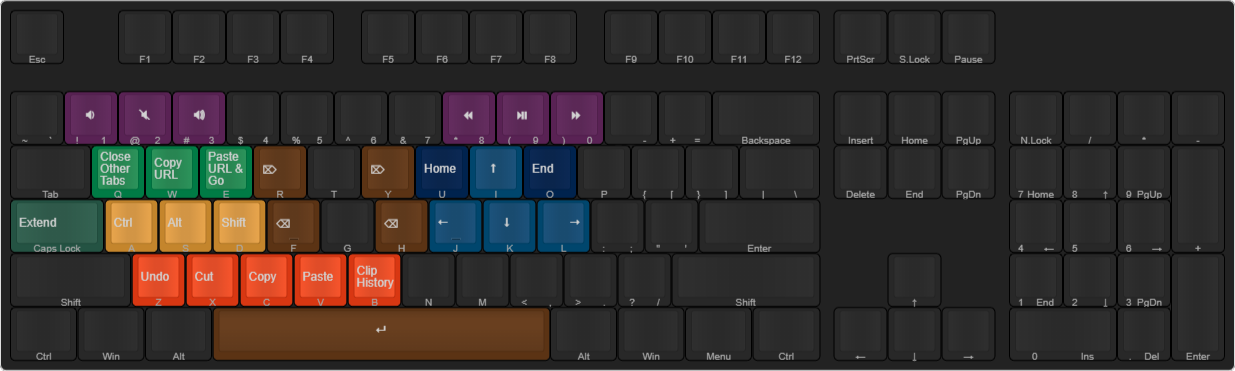 Esc F1 F2 F3 F4 F5 F6 F7 F8 F9 F10 F11 F12 PrtScr S.Lock Pause
~ ` ! 1 @ 2 # 3 $ 4 % 5 ^ 6 & 7 * 8 ( 9 ) 0 _ - + = Backspace Insert Home PgUp N.Lock / * -
Close
Other
Tabs
Copy
URL
Paste
URL &
Go
⌦ ⌦ Home ↑ End
Tab Q W E R T Y U I O P { [ } ] | \ Delete End PgDn 7 Home 8 ↑ 9 PgUp
Extend Ctrl Alt Shift ⌫ ⌫ ← ↓ →
Caps Lock A S D F G H J K L : ; " ' Enter 4 ← 5 6 → +
Undo Cut Copy Paste Clip
History
Shift Z X C V B N M < , > . ? / Shift ↑ 1 End 2 ↓ 3 PgDn
↵
Ctrl Win Alt Alt Win Menu Ctrl ← ↓ → 0 Ins . Del Enter